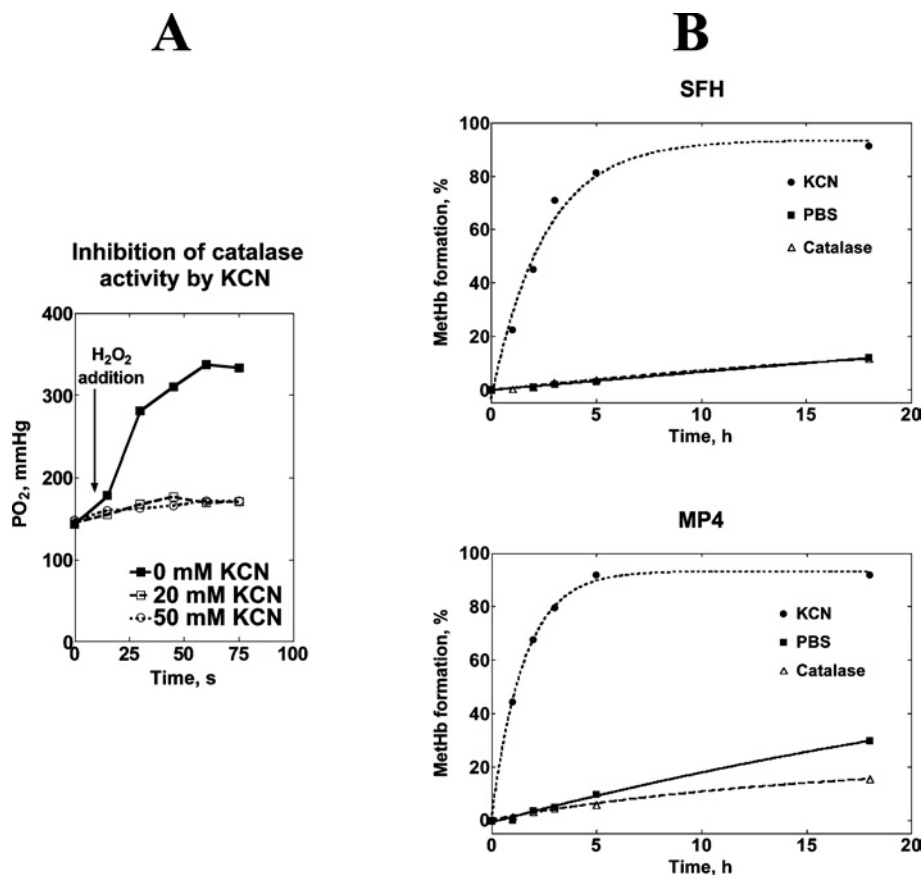 A
B
Inhibition of catalase
activity by KCN
400
300
200
100
0
PO₂, mmHg
H₂O₂
addition
0 mM KCN
20 mM KCN
50 mM KCN
0 25 50 75 100
Time, s
SFH
100
80
60
40
20
0
MetHb formation, %
KCN
PBS
Catalase
0 5 10 15 20
Time, h
MP4
100
80
60
40
20
0
MetHb formation, %
KCN
PBS
Catalase
0 5 10 15 20
Time, h